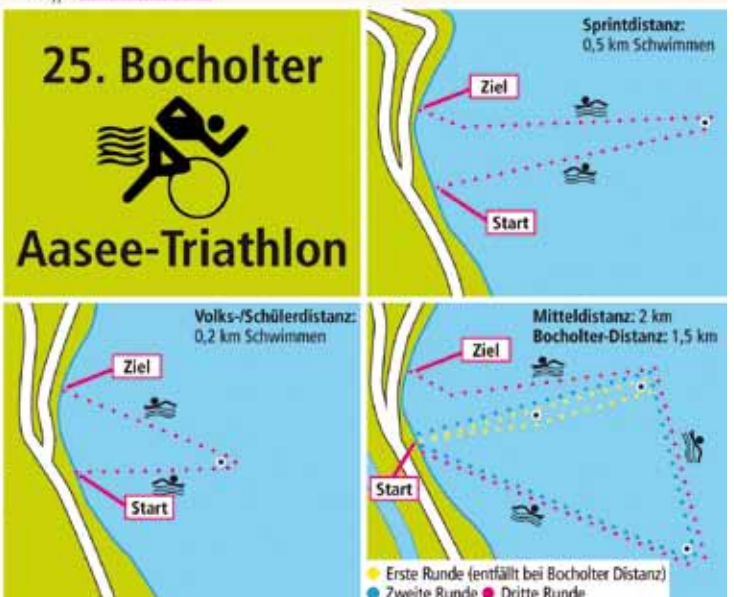 25. Bocholter
Aasee-Triathlon
Sprintdistanz:
0,5 km Schwimmen
Ziel
Start
Volks-/Schülerdistanz:
0,2 km Schwimmen
Ziel
Start
Mitteldistanz: 2 km
Bocholter-Distanz: 1,5 km
Ziel
Start
Erste Runde (entfällt bei Bocholter Distanz)
Zweite Runde Dritte Runde